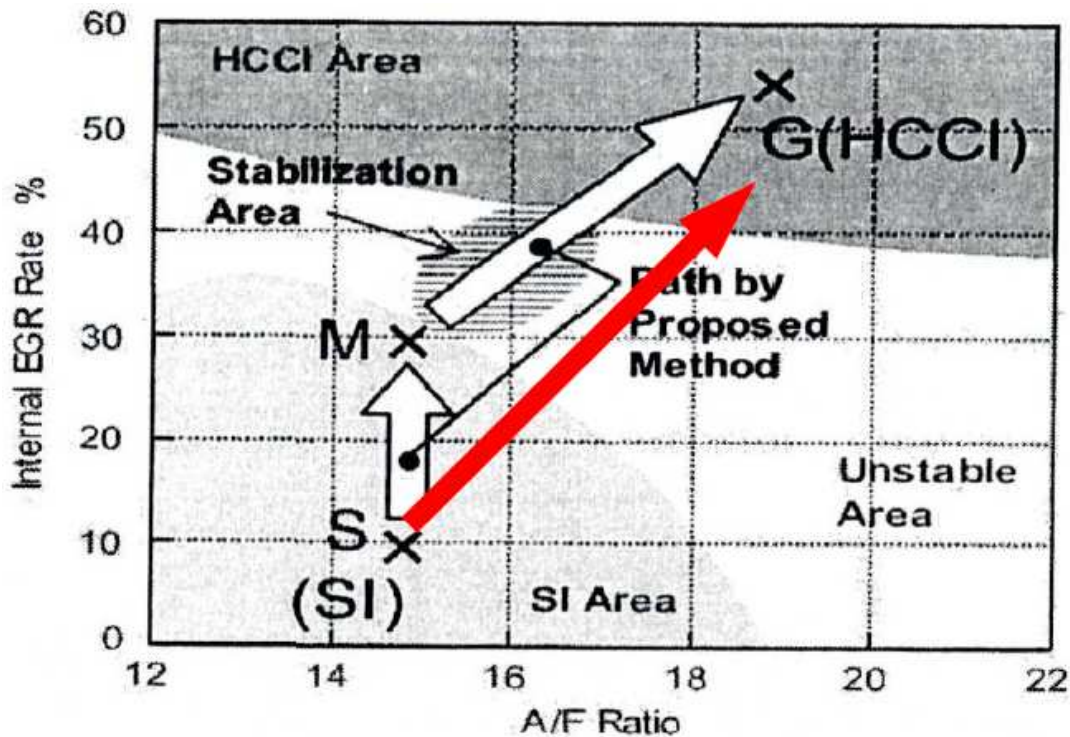 60
HCCI Area
50
G(HCCI)
Stabilization
Area
40
Path by
Proposed
Method
M
30
20
Unstable
Area
S
10
(SI)
SI Area
0
12
14
16
18
20
22
A/F Ratio
Internal EGR Rate %